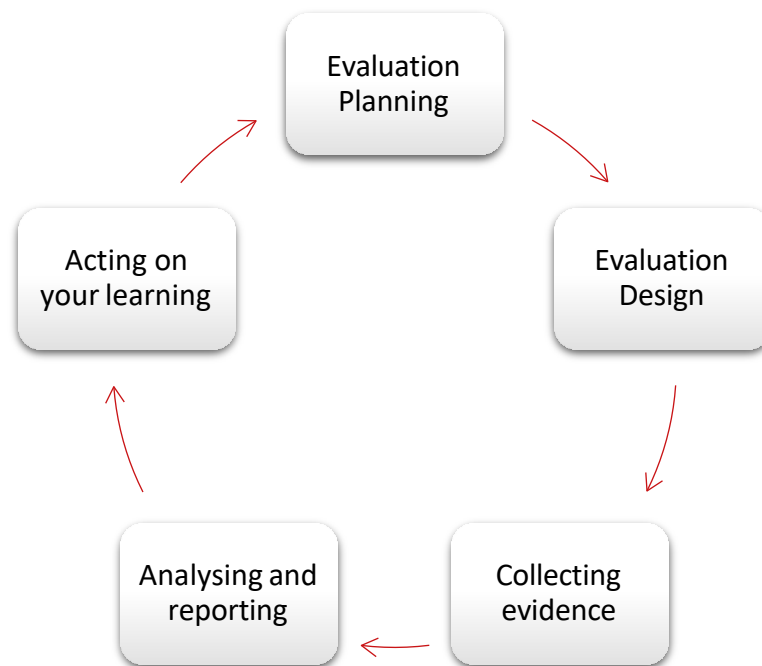 Evaluation
Planning
Evaluation
Design
Collecting
evidence
Analysing and
reporting
Acting on
your learning